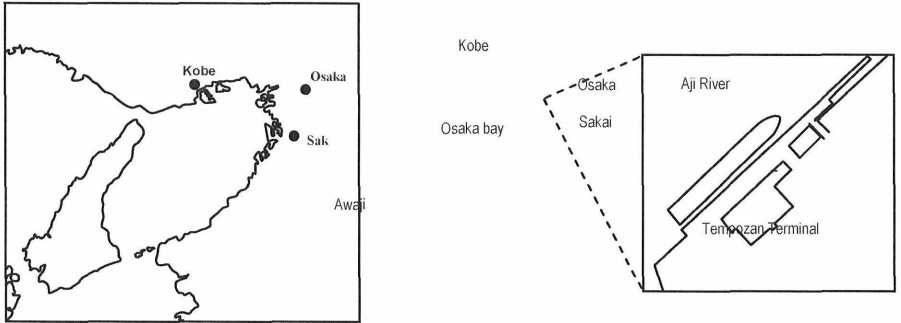 Kobe
Osaka
Sak
Awaji
Kobe
Osaka
Aji River
Osaka bay
Sakai
Tempozan Terminal